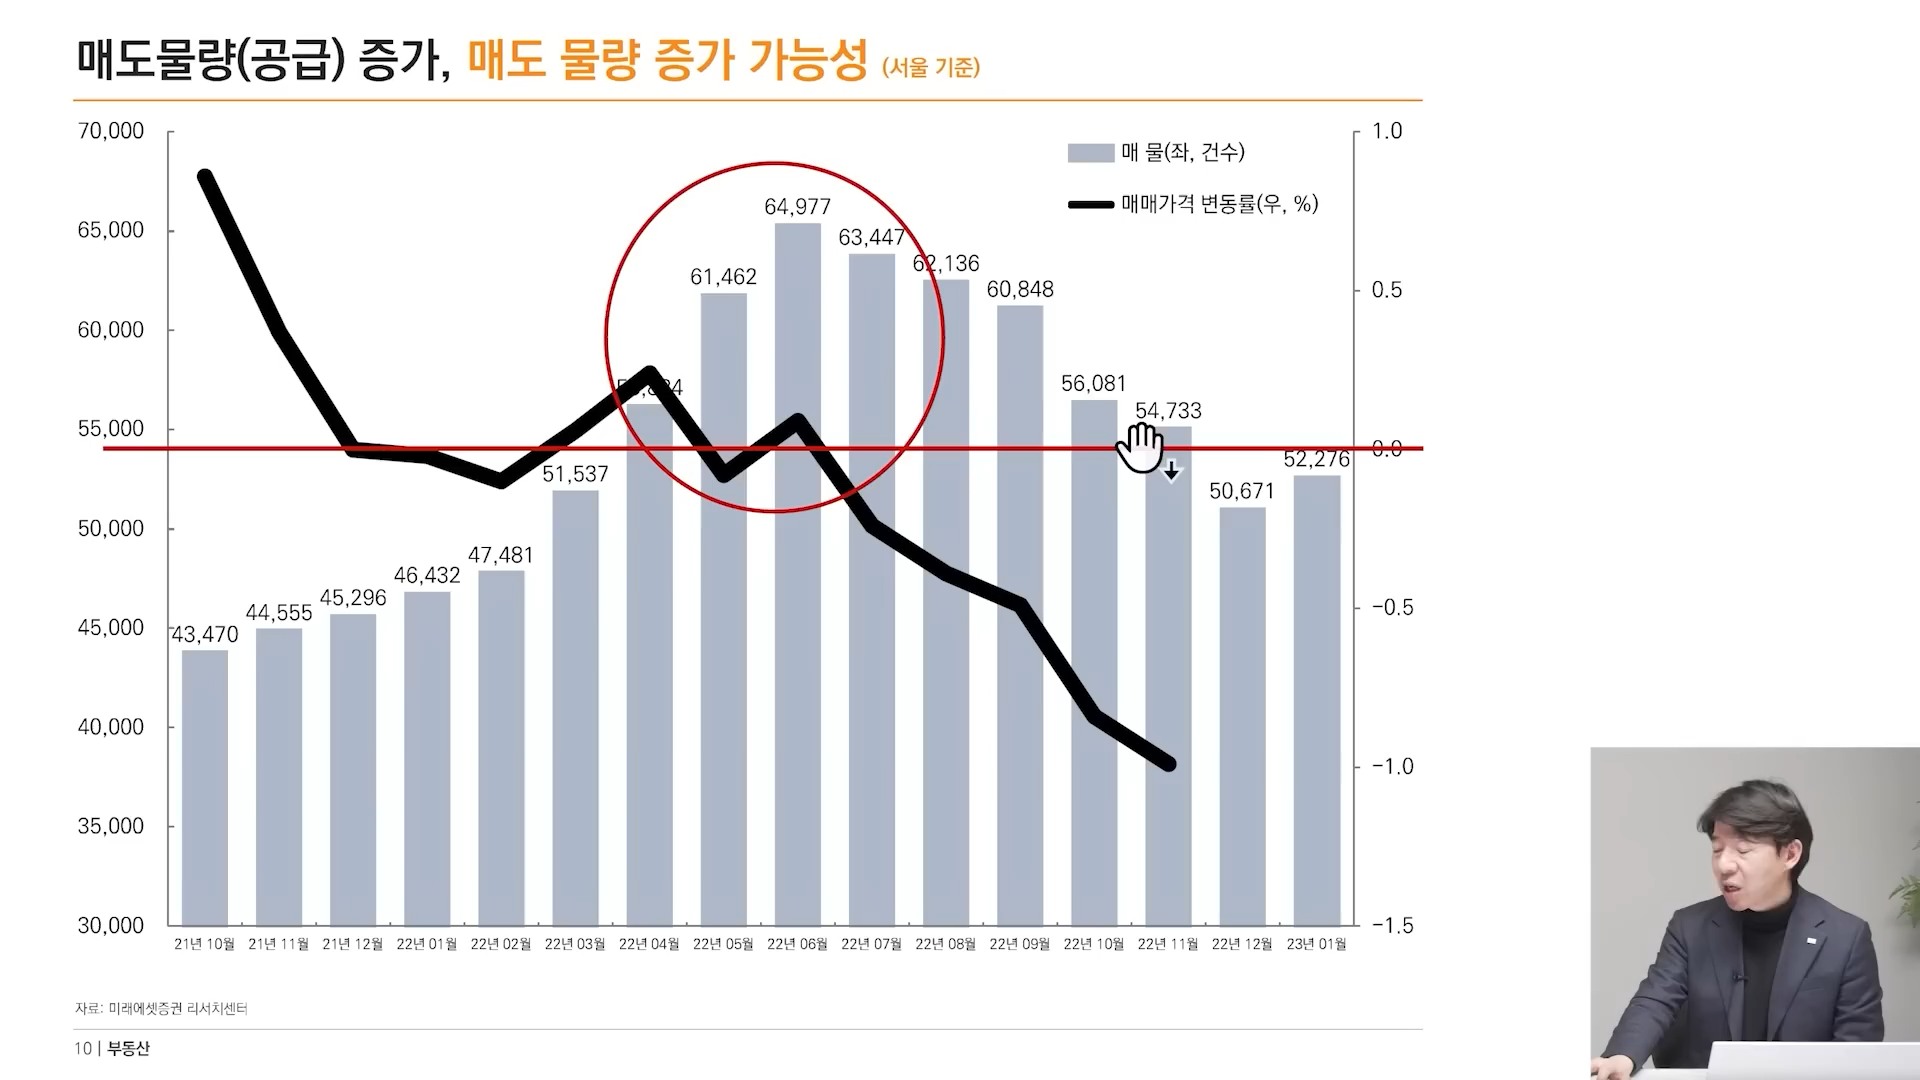 매도물량(공급) 증가, 매도 물량 증가 가능성 (서울 기준)
70,000
65,000
60,000
55,000
50,000
45,000
40,000
35,000
30,000
1.0
0.5
0.0
-0.5
-1.0
-1.5
매 물(좌, 건수)
매매가격 변동률(우, %)
43,470
44,555
45,296
46,432
47,481
51,537
61,462
64,977
63,447
62,136
60,848
56,081
54,733
50,671
52,276
21년 10월
21년 11월
21년 12월
22년 01월
22년 02월
22년 03월
22년 04월
22년 05월
22년 06월
22년 07월
22년 08월
22년 09월
22년 10월
22년 11월
22년 12월
23년 01월
자료: 미래에셋증권 리서치센터
10 | 부동산